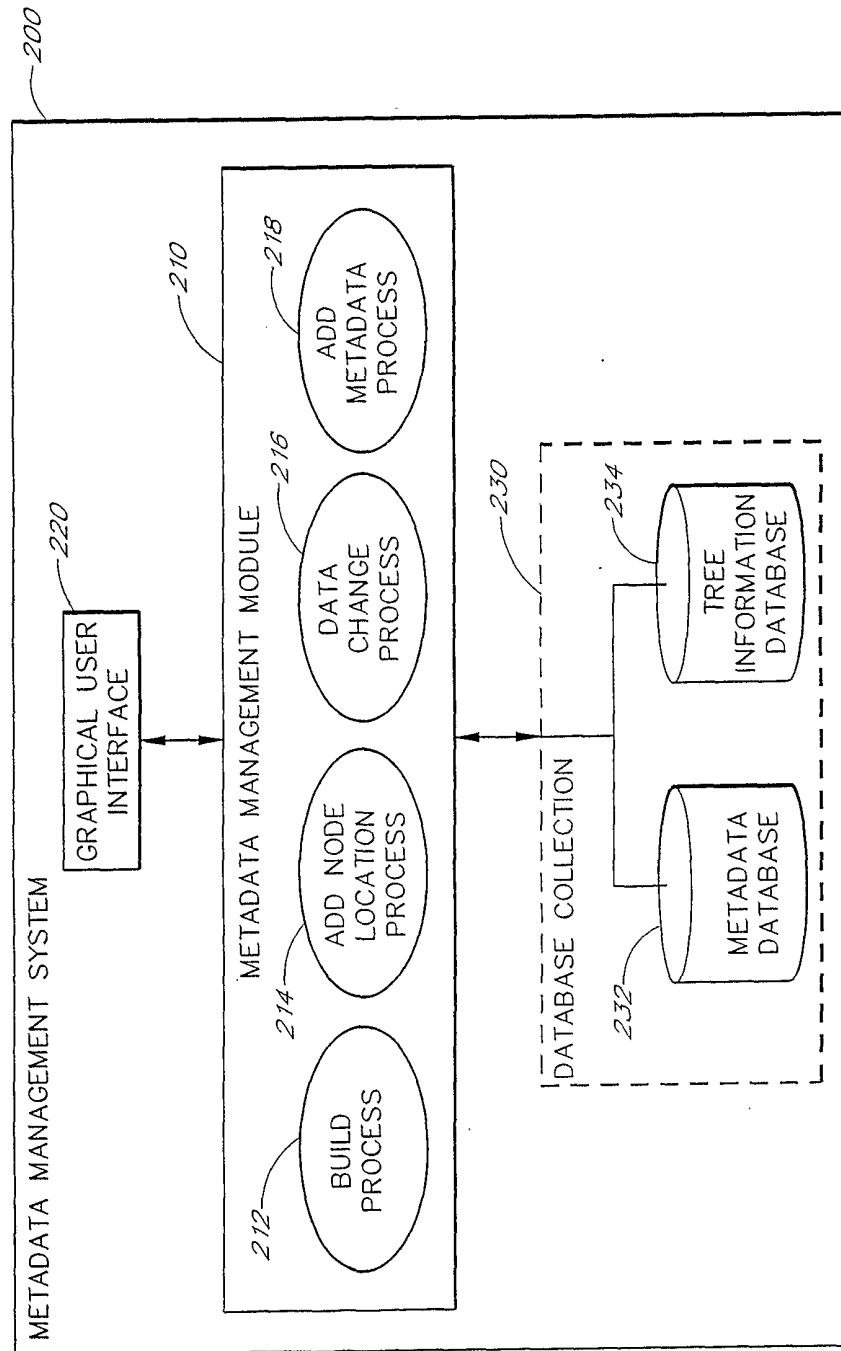 METADATA MANAGEMENT SYSTEM
200
GRAPHICAL USER
INTERFACE
220
METADATA MANAGEMENT MODULE
210
BUILD
PROCESS
212
ADD NODE
LOCATION
PROCESS
214
DATA
CHANGE
PROCESS
216
ADD
METADATA
PROCESS
218
DATABASE COLLECTION
230
METADATA
DATABASE
232
TREE
INFORMATION
DATABASE
234